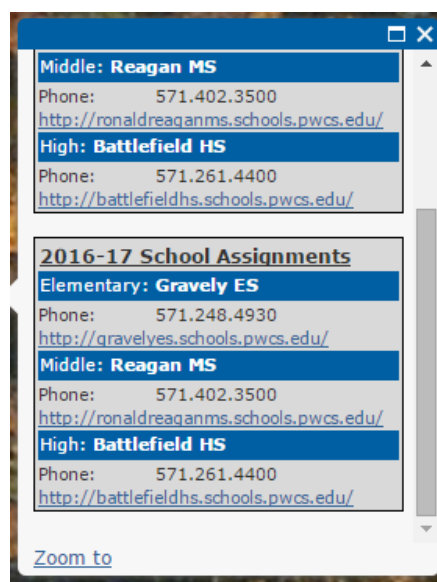 Middle: Reagan MS
Phone: 571.402.3500
http://ronaldreaganms.schools.pwcs.edu/
High: Battlefield HS
Phone: 571.261.4400
http://battlefieldhs.schools.pwcs.edu/
2016-17 School Assignments
Elementary: Gravely ES
Phone: 571.248.4930
http://gravelyes.schools.pwcs.edu/
Middle: Reagan MS
Phone: 571.402.3500
http://ronaldreaganms.schools.pwcs.edu/
High: Battlefield HS
Phone: 571.261.4400
http://battlefieldhs.schools.pwcs.edu/
Zoom to